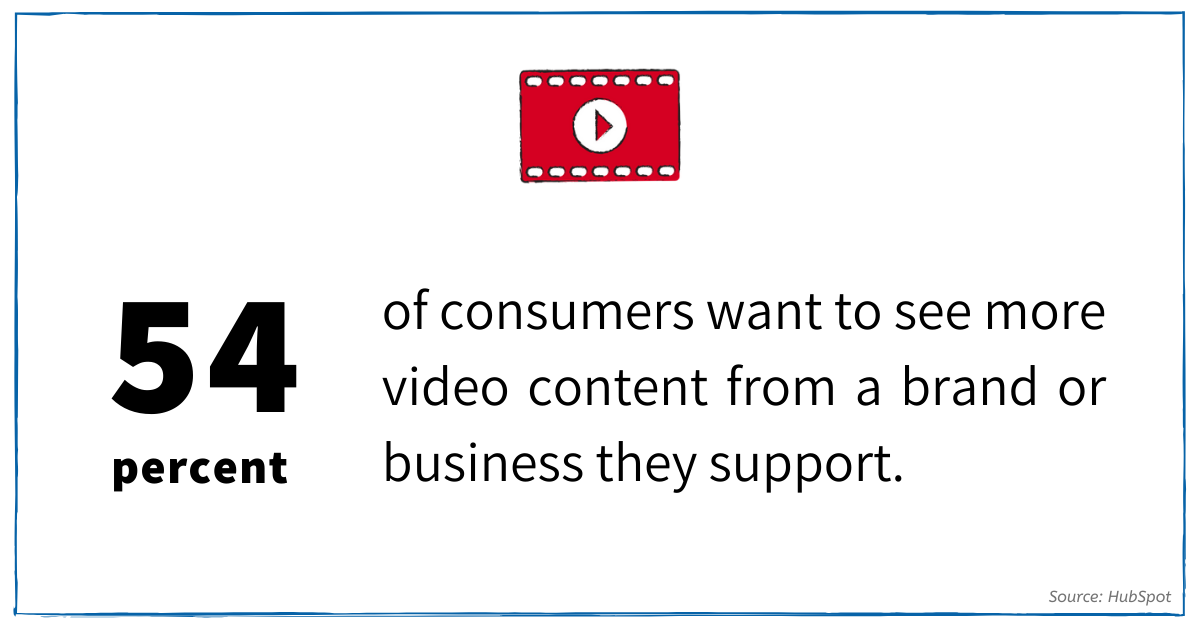 54
percent
of consumers want to see more
video content from a brand or
business they support.
Source: HubSpot